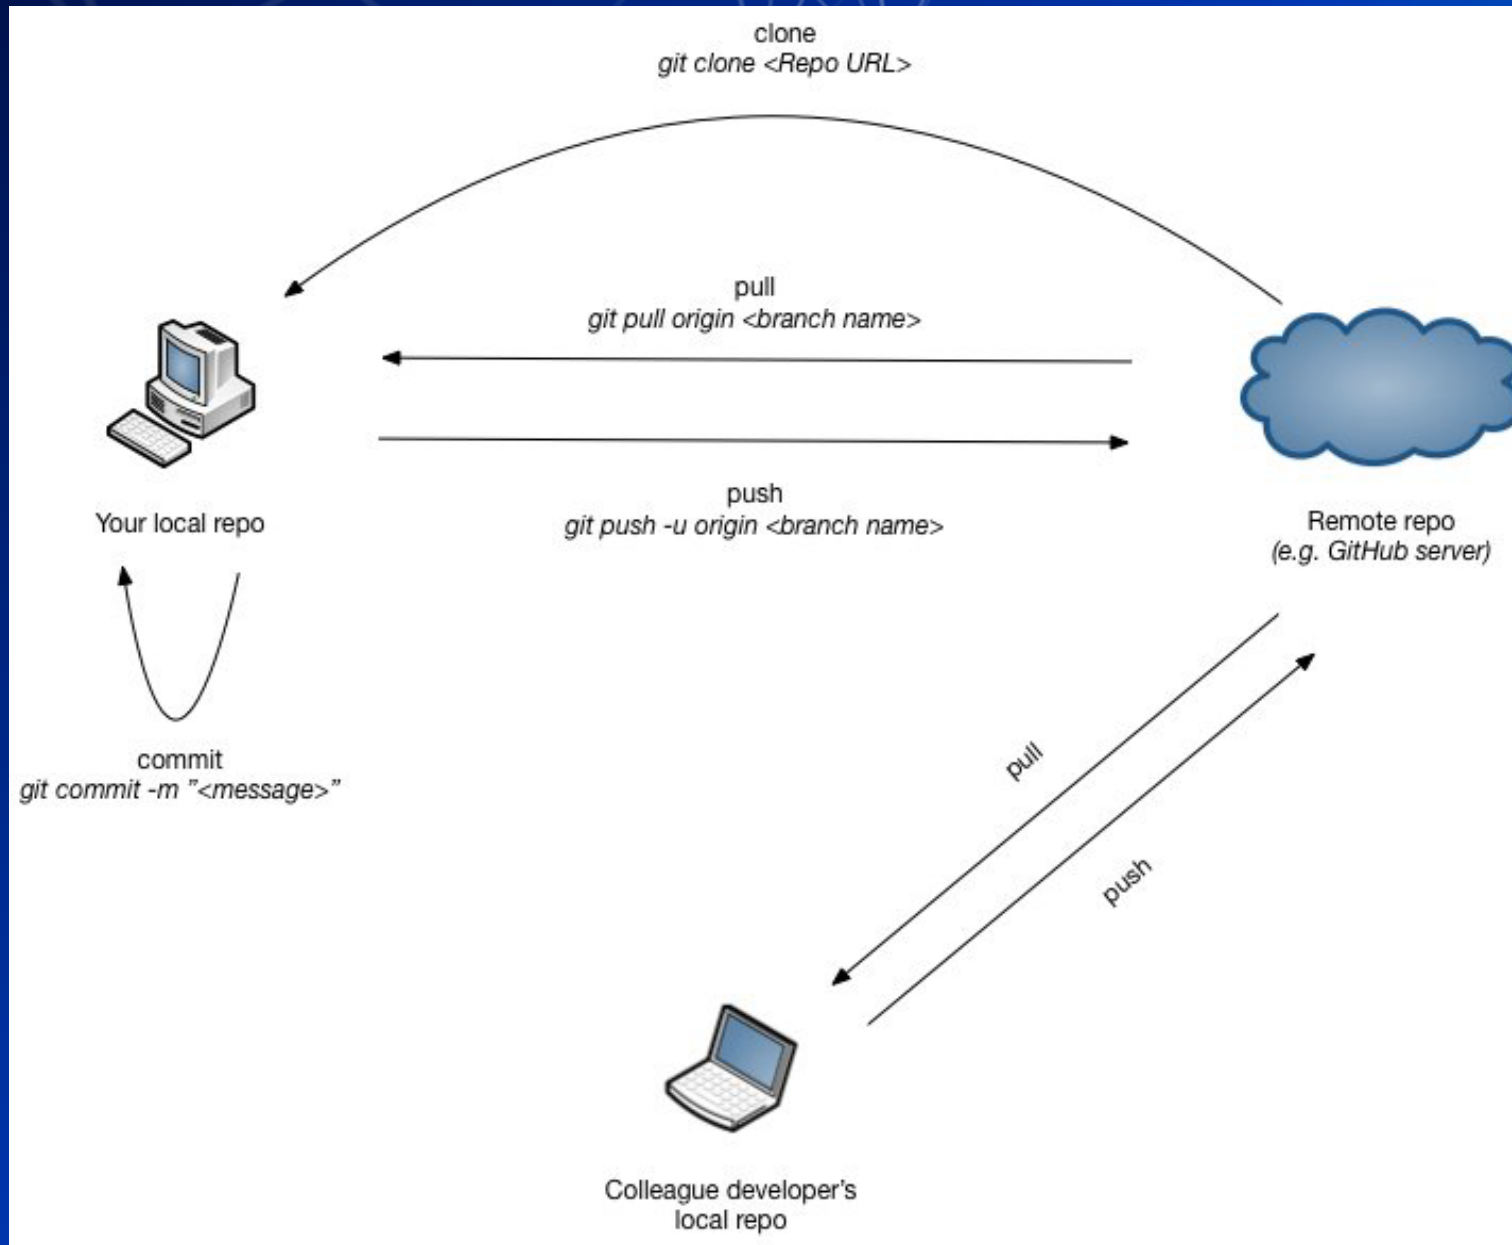 clone
git clone <Repo URL>
pull
git pull origin <branch name>
push
git push -u origin <branch name>
Your local repo
Remote repo
(e.g. GitHub server)
commit
git commit -m ”<message>”
pull
push
Colleague developer’s
local repo